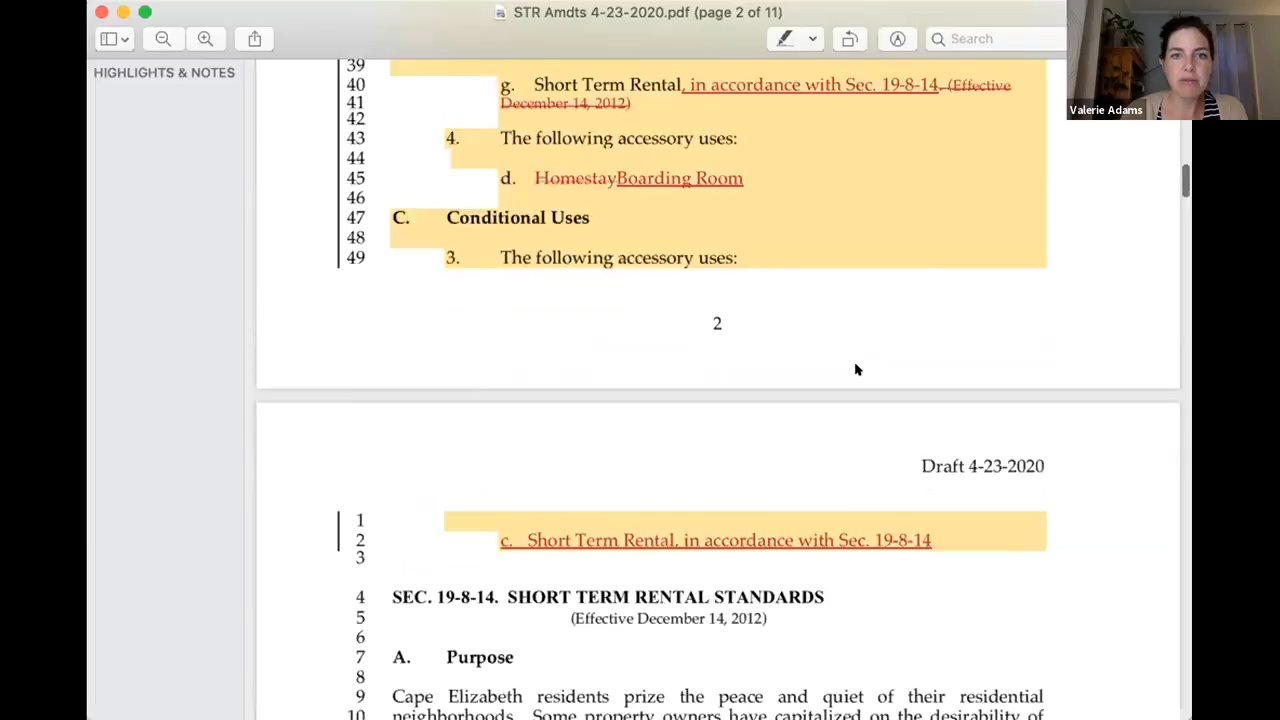 STR Amdts 4-23-2020.pdf (page 2 of 11)
Search
Valerie Adams
HIGHLIGHTS & NOTES
39
40 g. Short Term Rental, in accordance with Sec. 19-8-14. (Effective
41 December 14, 2012)
42
43 4. The following accessory uses:
44
45 d. HomestayBoarding Room
46
47 C. Conditional Uses
48
49 3. The following accessory uses:
2
Draft 4-23-2020
1
2 c. Short Term Rental, in accordance with Sec. 19-8-14
3
4 SEC. 19-8-14. SHORT TERM RENTAL STANDARDS
5 (Effective December 14, 2012)
6
7 A. Purpose
8
9 Cape Elizabeth residents prize the peace and quiet of their residential
10 neighborhoods. Some property owners have capitalized on the desirability of